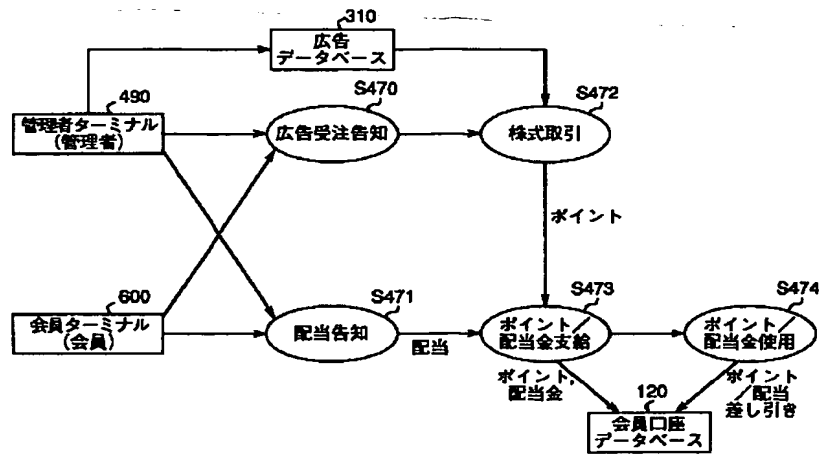 310
広告
データベース
490
管理者ターミナル
(管理者)
S470
広告受注告知
S472
株式取引
ポイント
600
会員ターミナル
(会員)
S471
配当告知
配当
S473
ポイント／
配当金支給
S474
ポイント／
配当金使用
ポイント,
配当金
120
会員口座
データベース
ポイント
／配当
差し引き